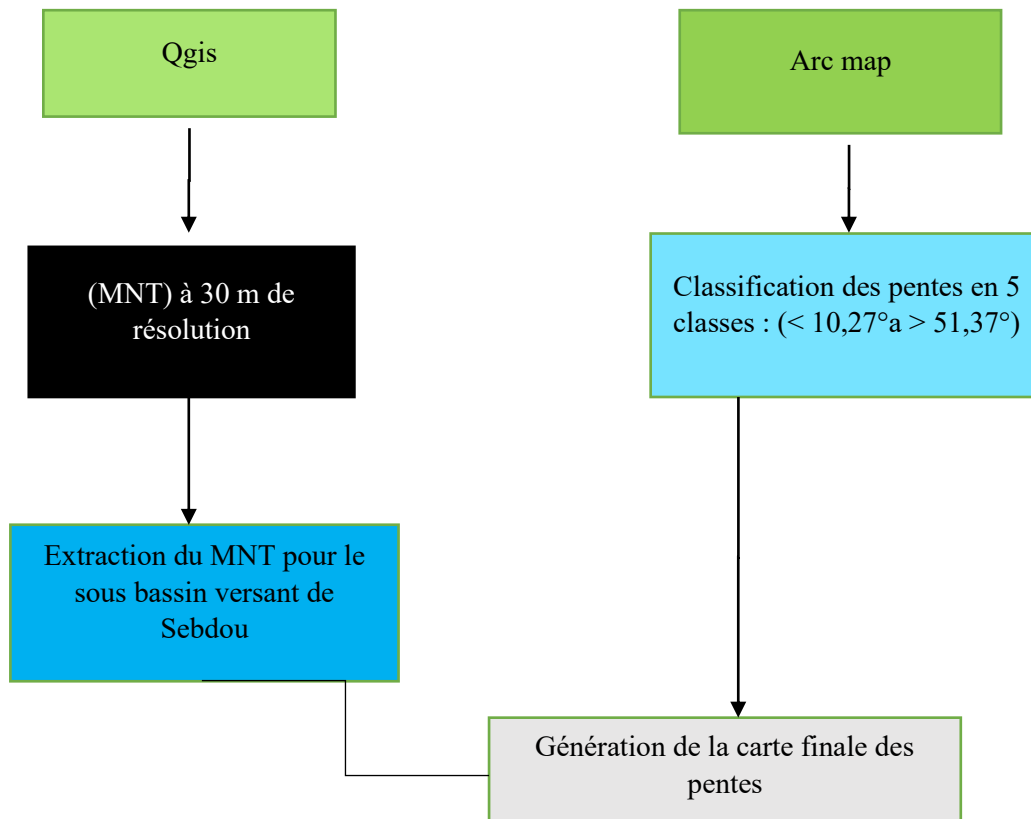 Qgis
Arc map
(MNT) à 30 m de
résolution
Classification des pentes en 5
classes : (< 10,27°a > 51,37°)
Extraction du MNT pour le
sous bassin versant de
Sebdou
Génération de la carte finale des
pentes